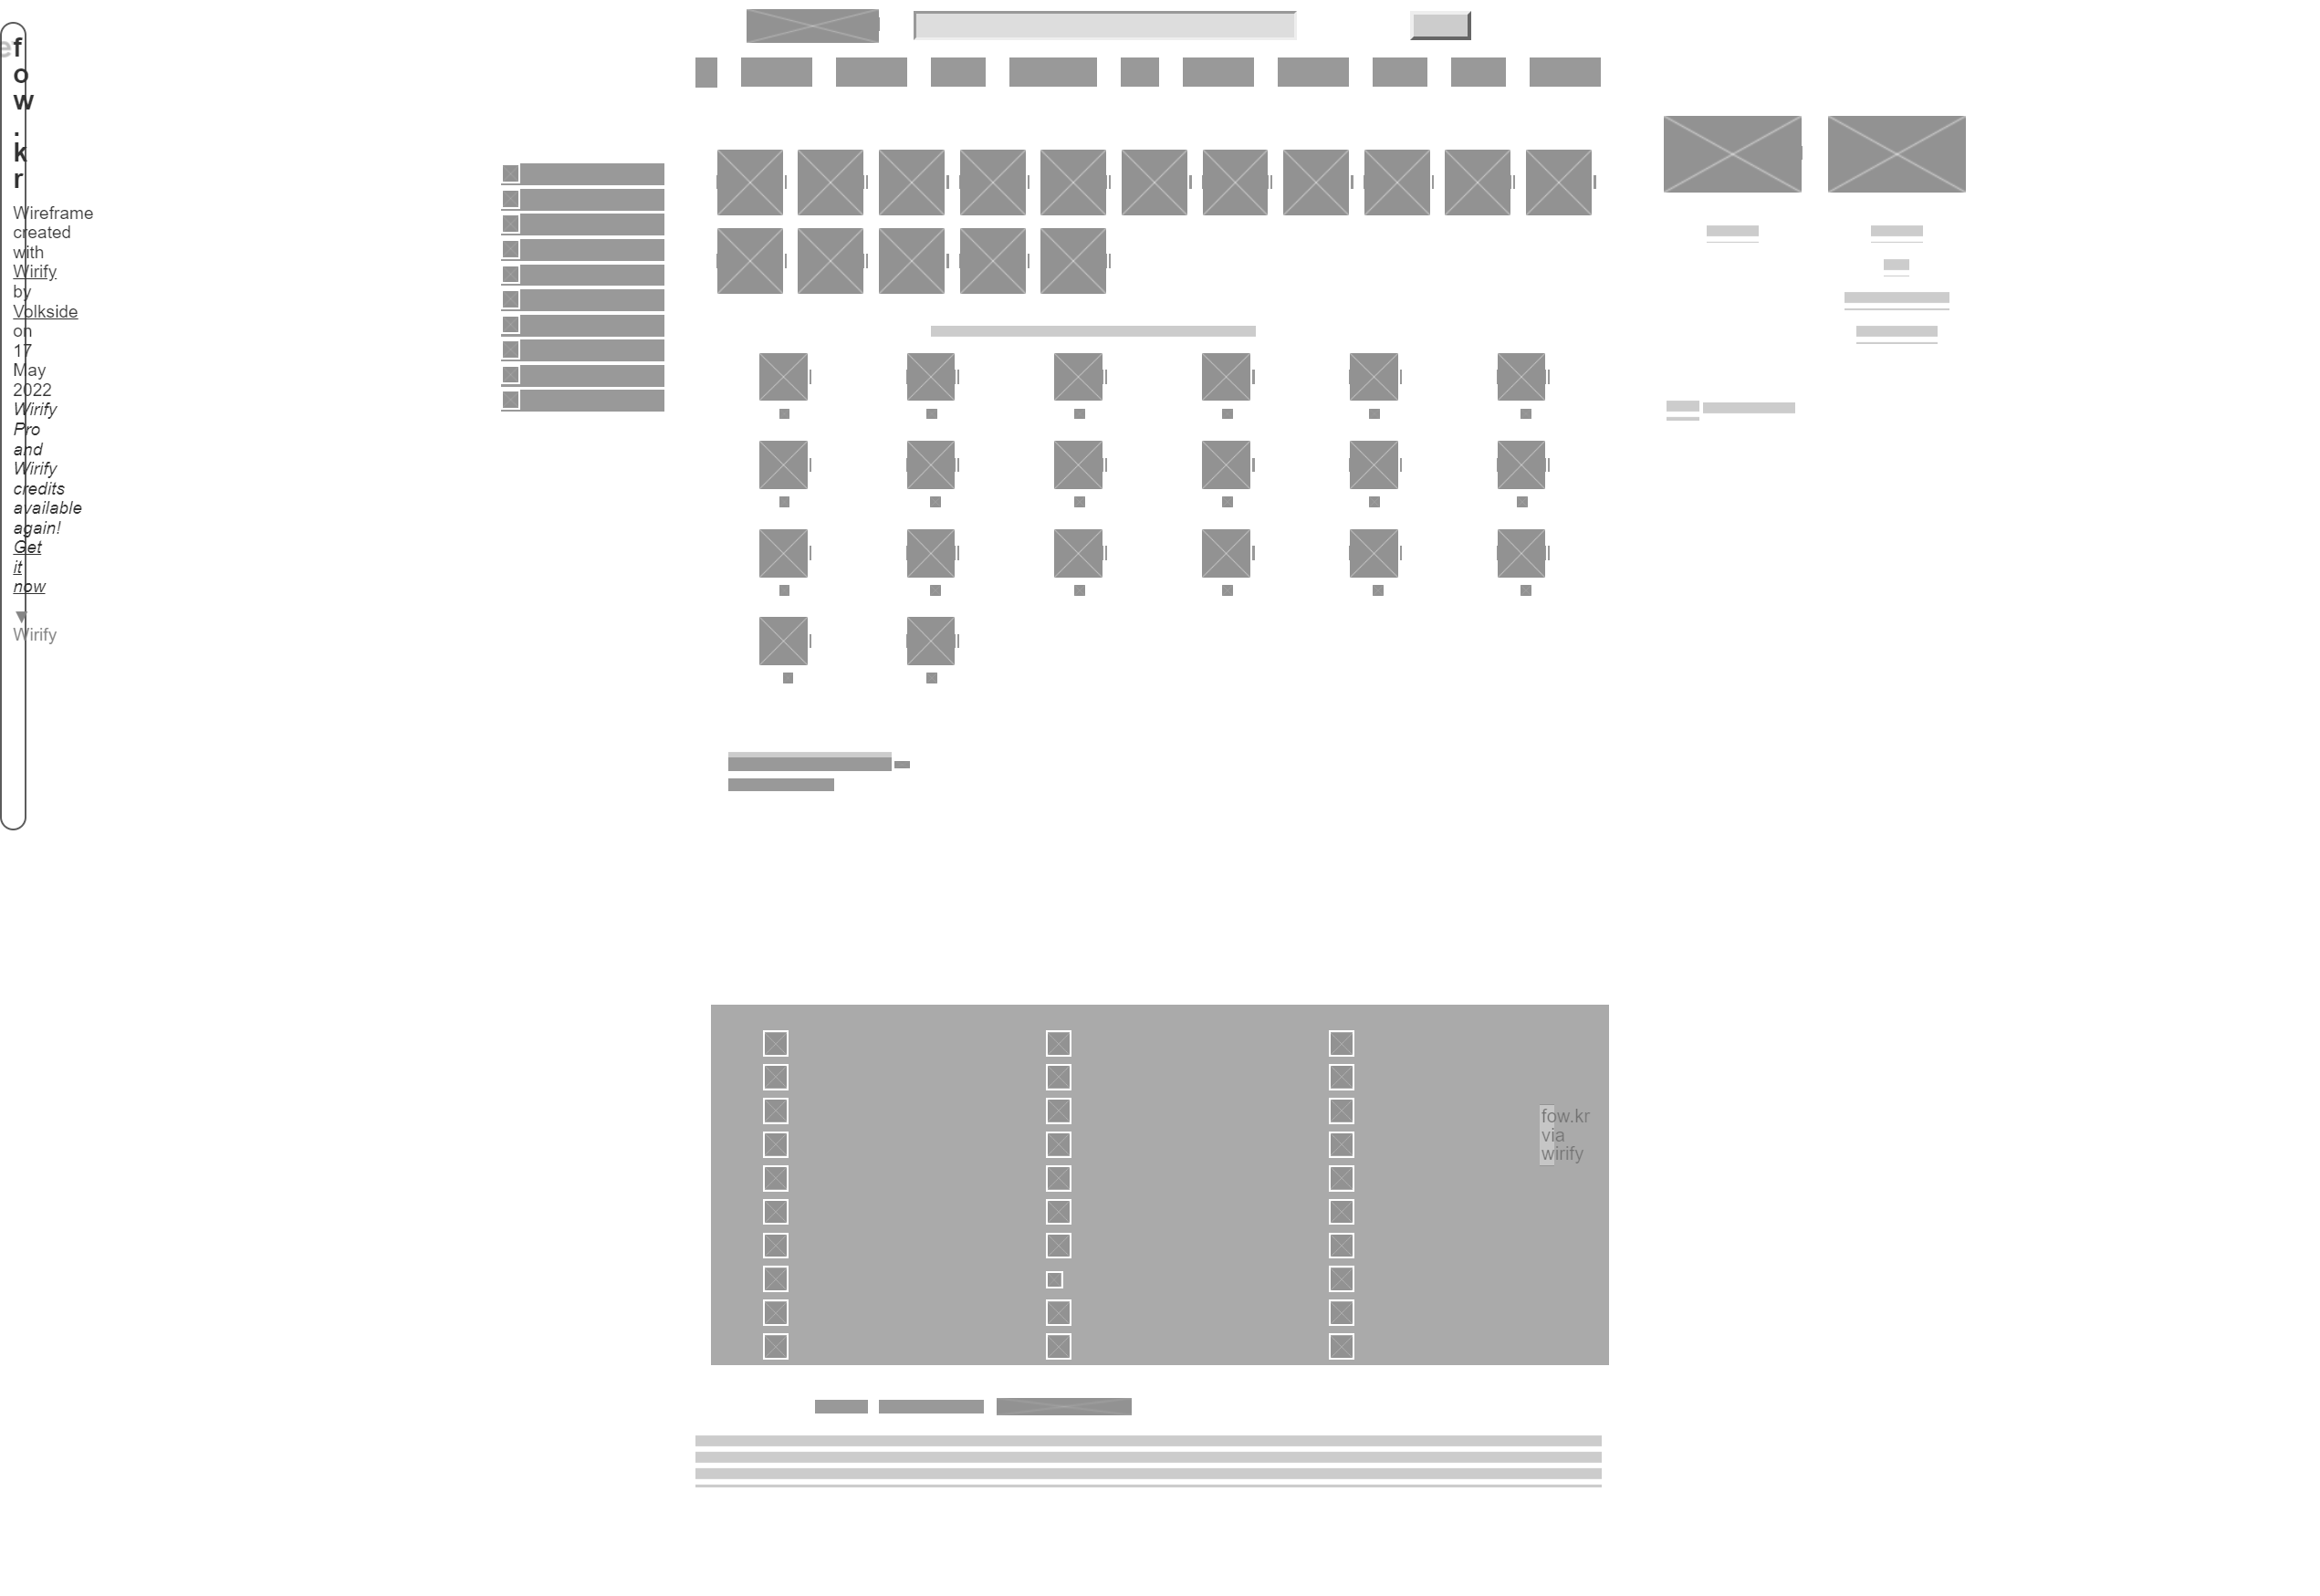 f
o
w
.
k
r
Wireframe
created
with
Wirify
by
Volkside
on
17
May
2022
Wirify
Pro
and
Wirify
credits
available
again!
Get
it
now
▼
Wirify
fow.kr
via
wirify